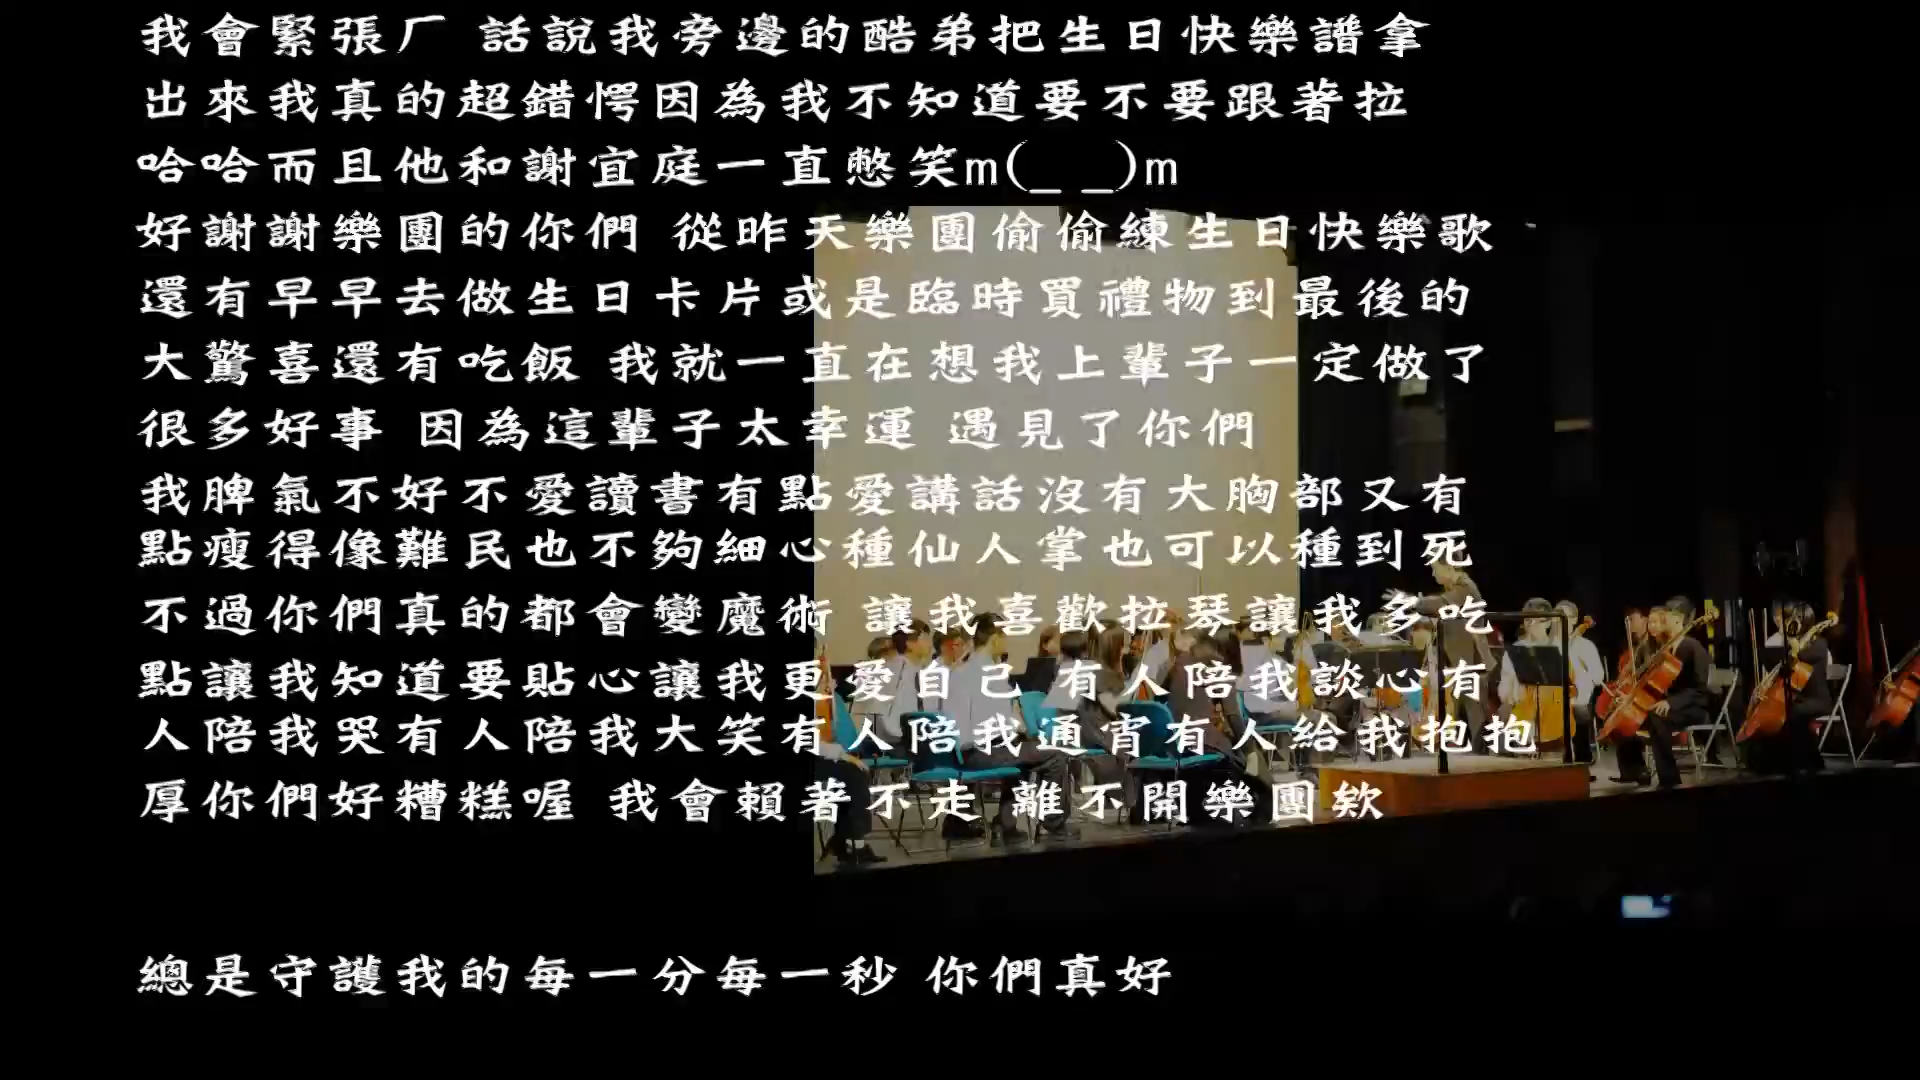 我會緊張ㄏ 話說我旁邊的酷弟把生日快樂譜拿
出來我真的超錯愕因為我不知道要不要跟著拉
哈哈而且他和謝宜庭一直憋笑m(_ _)m
好謝謝樂團的你們 從昨天樂團偷偷練生日快樂歌
還有早早去做生日卡片或是臨時買禮物到最後的
大驚喜還有吃飯 我就一直在想我上輩子一定做了
很多好事 因為這輩子太幸運 遇見了你們
我脾氣不好不愛讀書有點愛講話沒有大胸部又有
點瘦得像難民也不夠細心種仙人掌也可以種到死
不過你們真的都會變魔術 讓我喜歡拉琴讓我多吃
點讓我知道要貼心讓我更愛自己 有人陪我談心有
人陪我哭有人陪我大笑有人陪我通宵有人給我抱抱
厚你們好糟糕喔 我會賴著不走 離不開樂團欸
總是守護我的每一分每一秒 你們真好